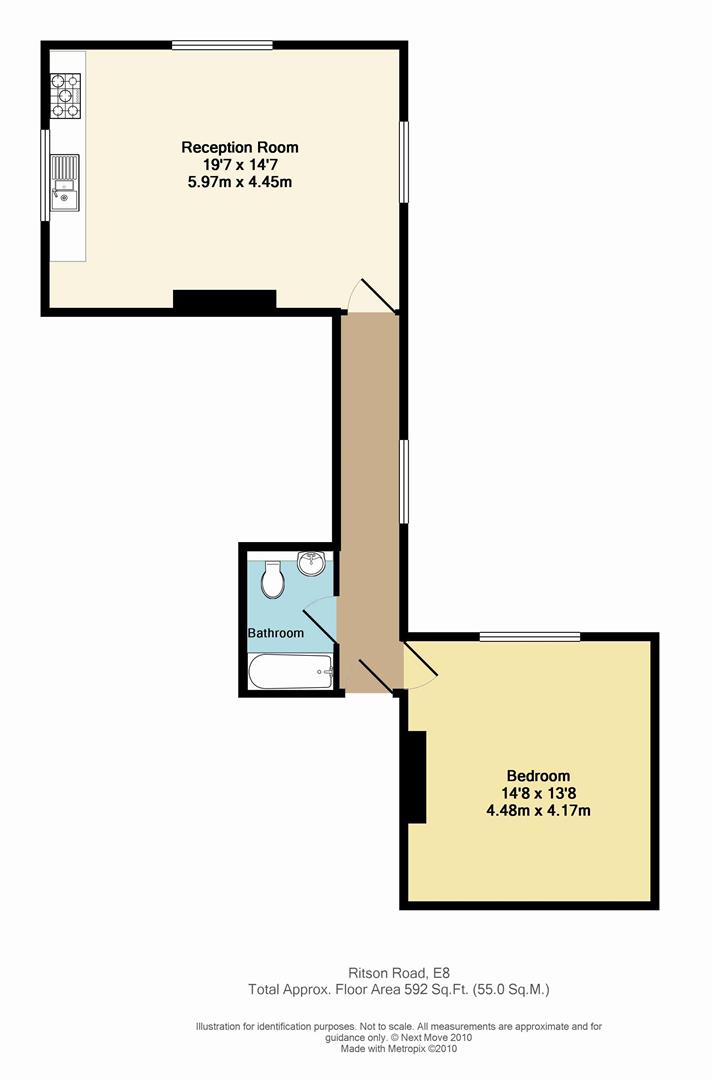 Reception Room
19'7 x 14'7
5.97m x 4.45m
Bathroom
Bedroom
14'8 x 13'8
4.48m x 4.17m
Ritson Road, E8
Total Approx. Floor Area 592 Sq.Ft. (55.0 Sq.M.)
Illustration for identification purposes. Not to scale. All measurements are approximate and for
guidance only. © Next Move 2010
Made with Metropix ©2010